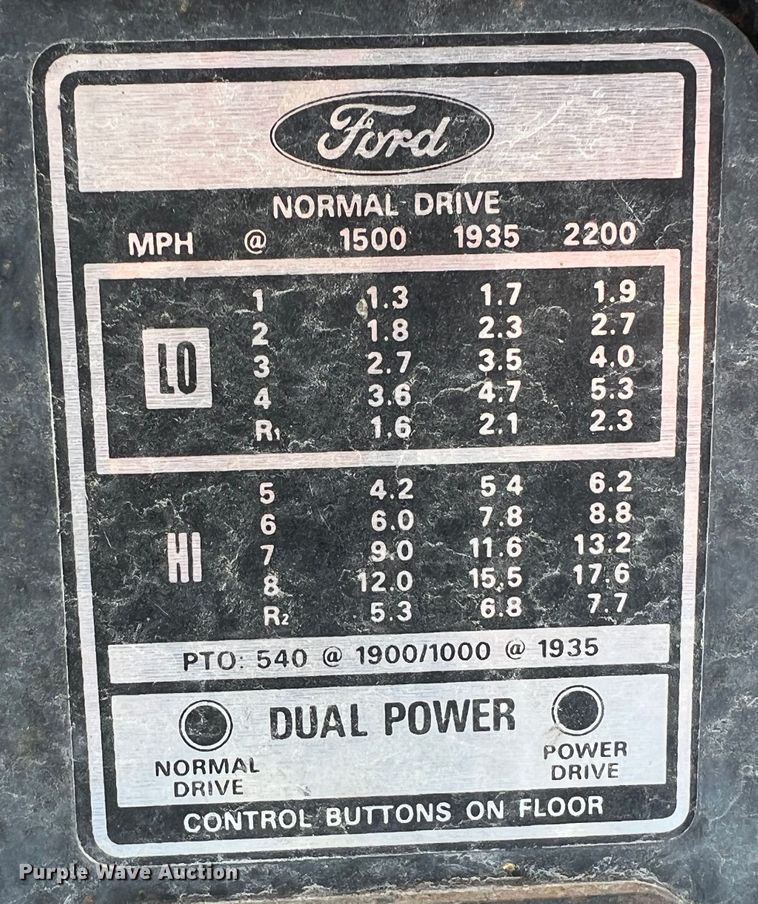 Ford
NORMAL DRIVE
MPH @ 1500 1935 2200
1 1.3 1.7 1.9
2 1.8 2.3 2.7
LO
3 2.7 3.5 4.0
4 3.6 4.7 5.3
R1 1.6 2.1 2.3
5 4.2 5 4 6.2
6 6.0 7.8 8.8
HI
7 9.0 11.6 13.2
8 12.0 15.5 17.6
R2 5.3 6.8 7.7
PTO: 540 @ 1900/1000 @ 1935
DUAL POWER
NORMAL DRIVE
POWER DRIVE
CONTROL BUTTONS ON FLOOR
Purple Wave Auction